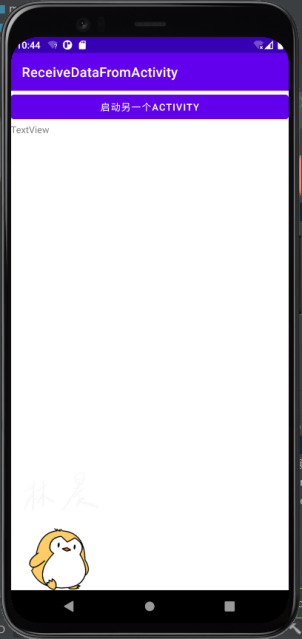 10:44
ReceiveDataFromActivity
启动另一个ACTIVITY
TextView
林晨